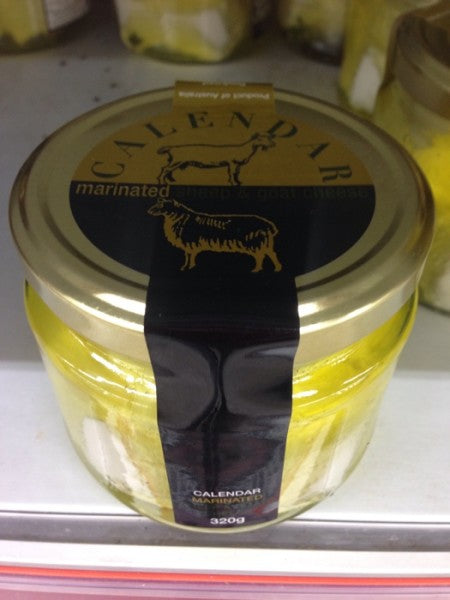 Product of Australia
CALENDAR
marinated sheep & goat cheese
CALENDAR
MARINATED
320g